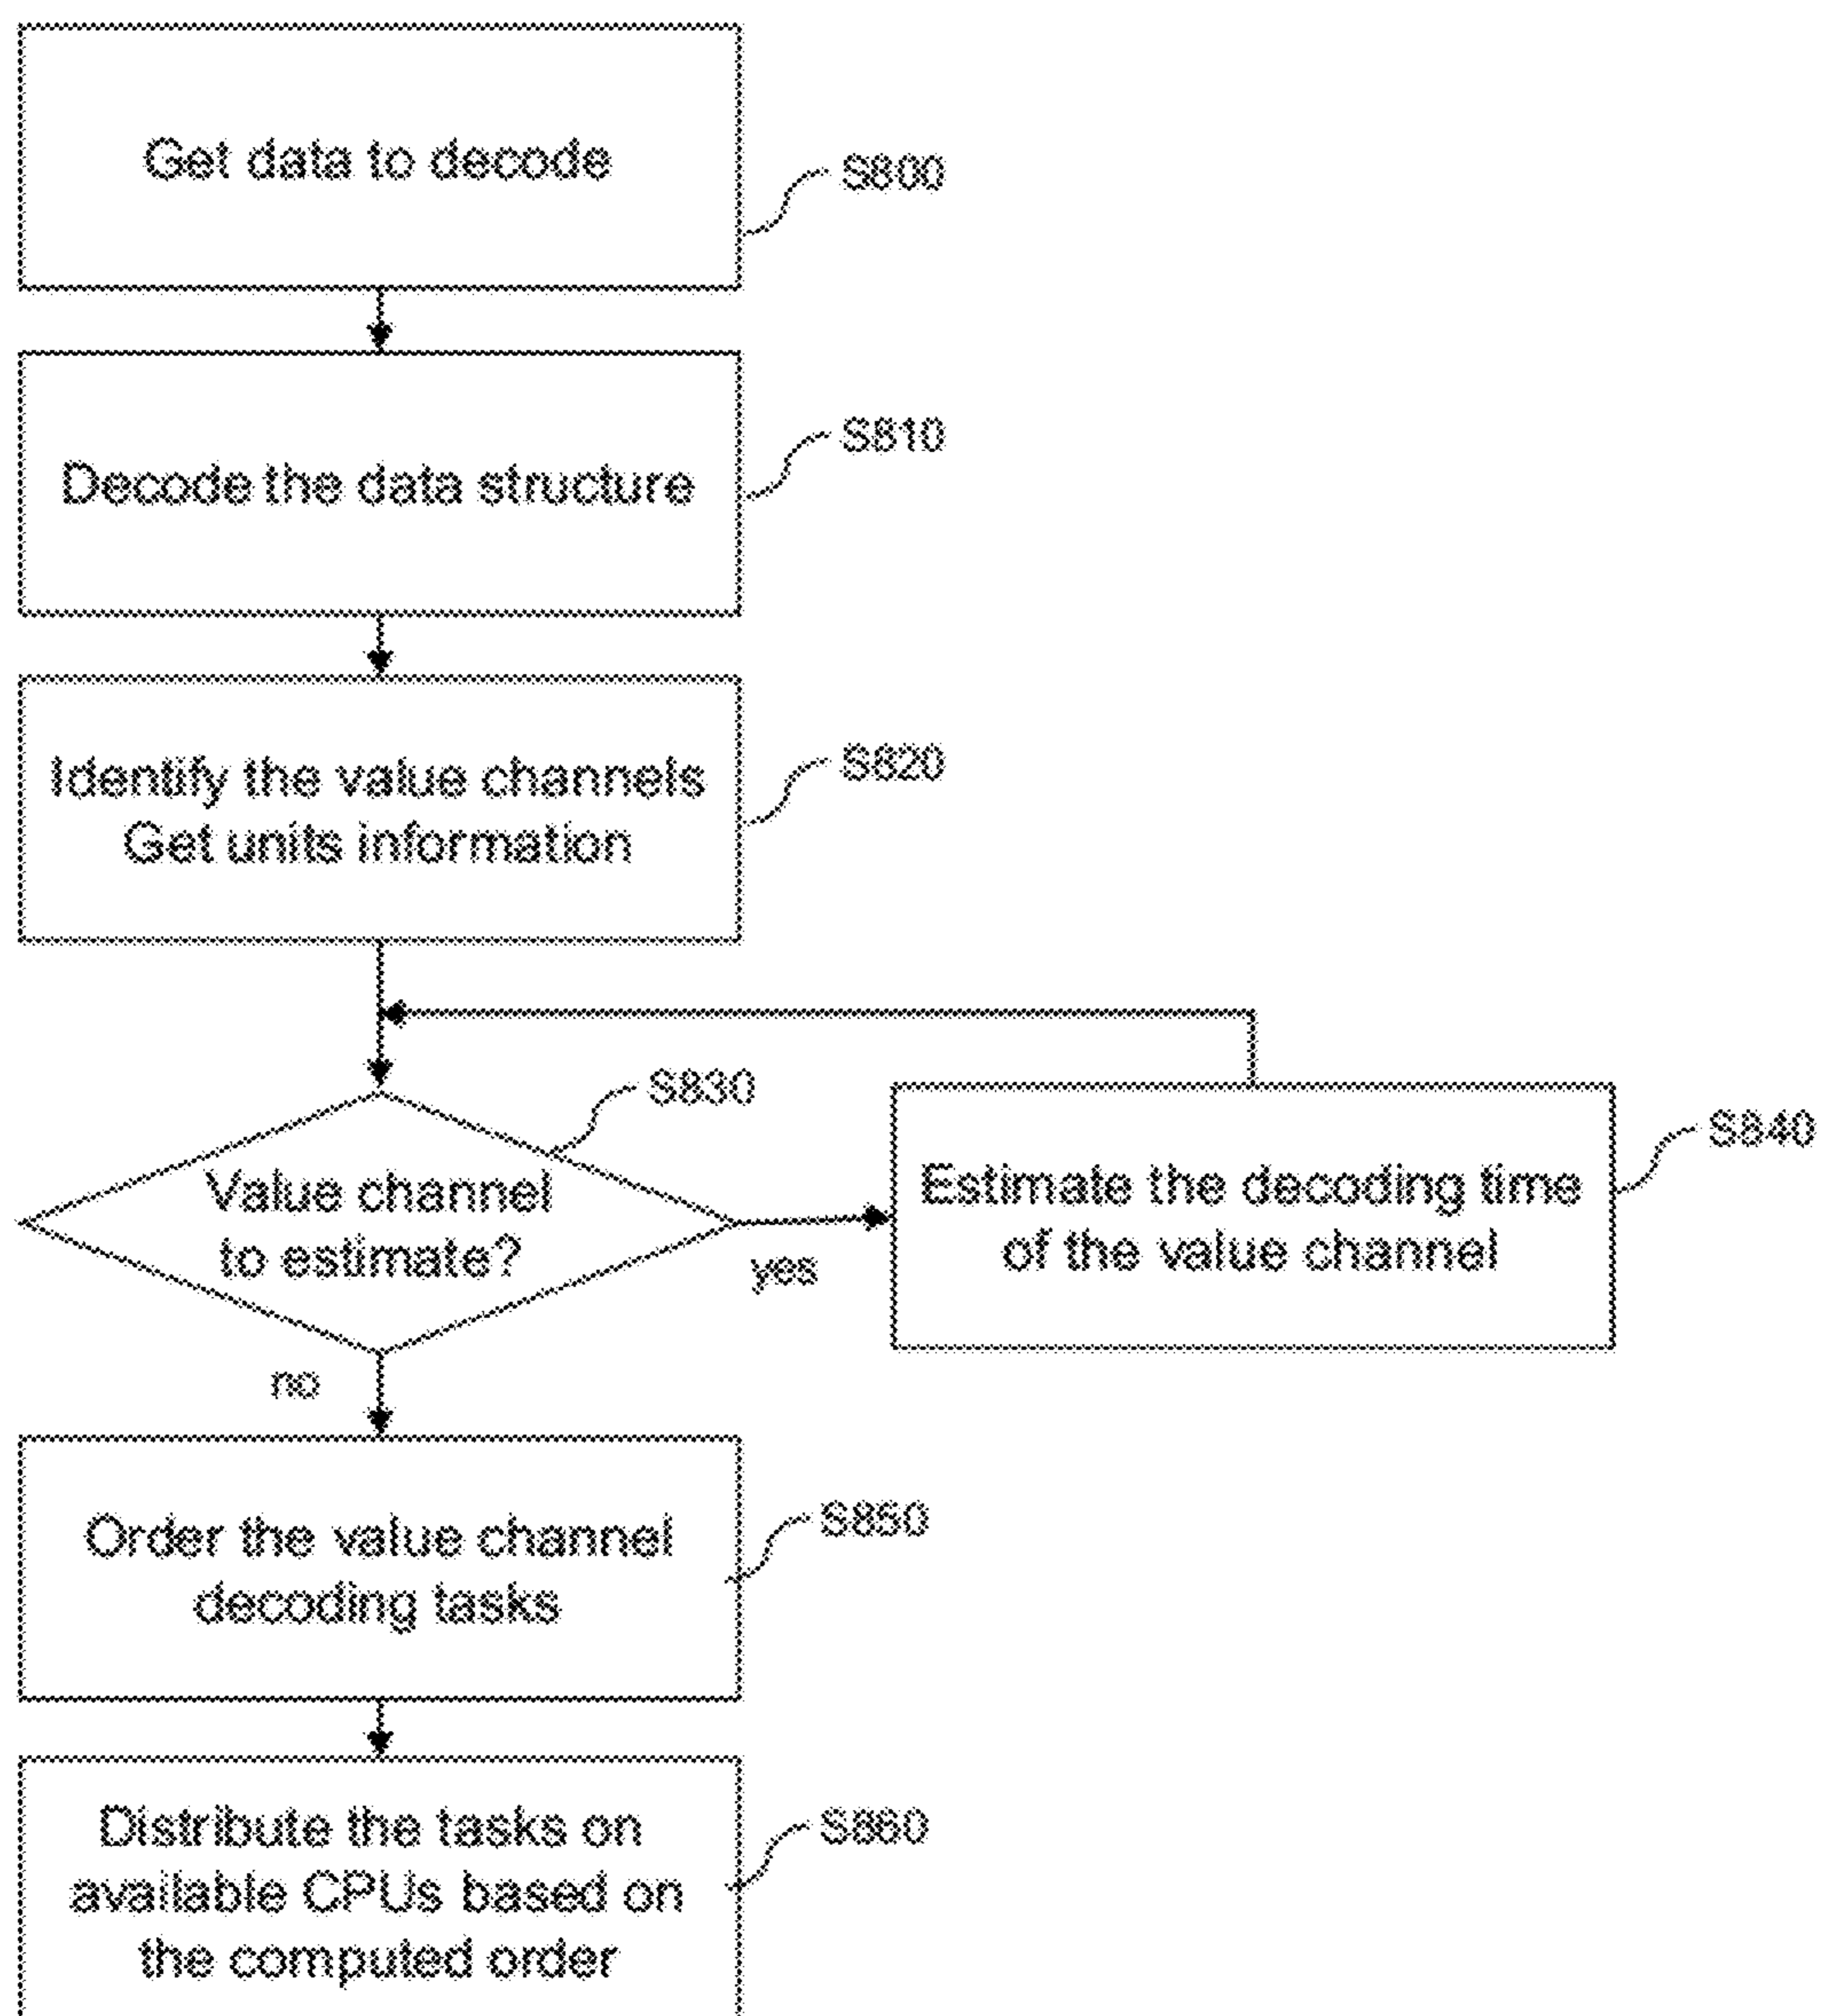 Get data to decode
S800
Decode the data structure
S810
Identify the value channels
Get units information
S820
Value channel
to estimate?
S830
yes
Estimate the decoding time
of the value channel
S840
no
Order the value channel
decoding tasks
S850
Distribute the tasks on
available CPUs based on
the computed order
S860